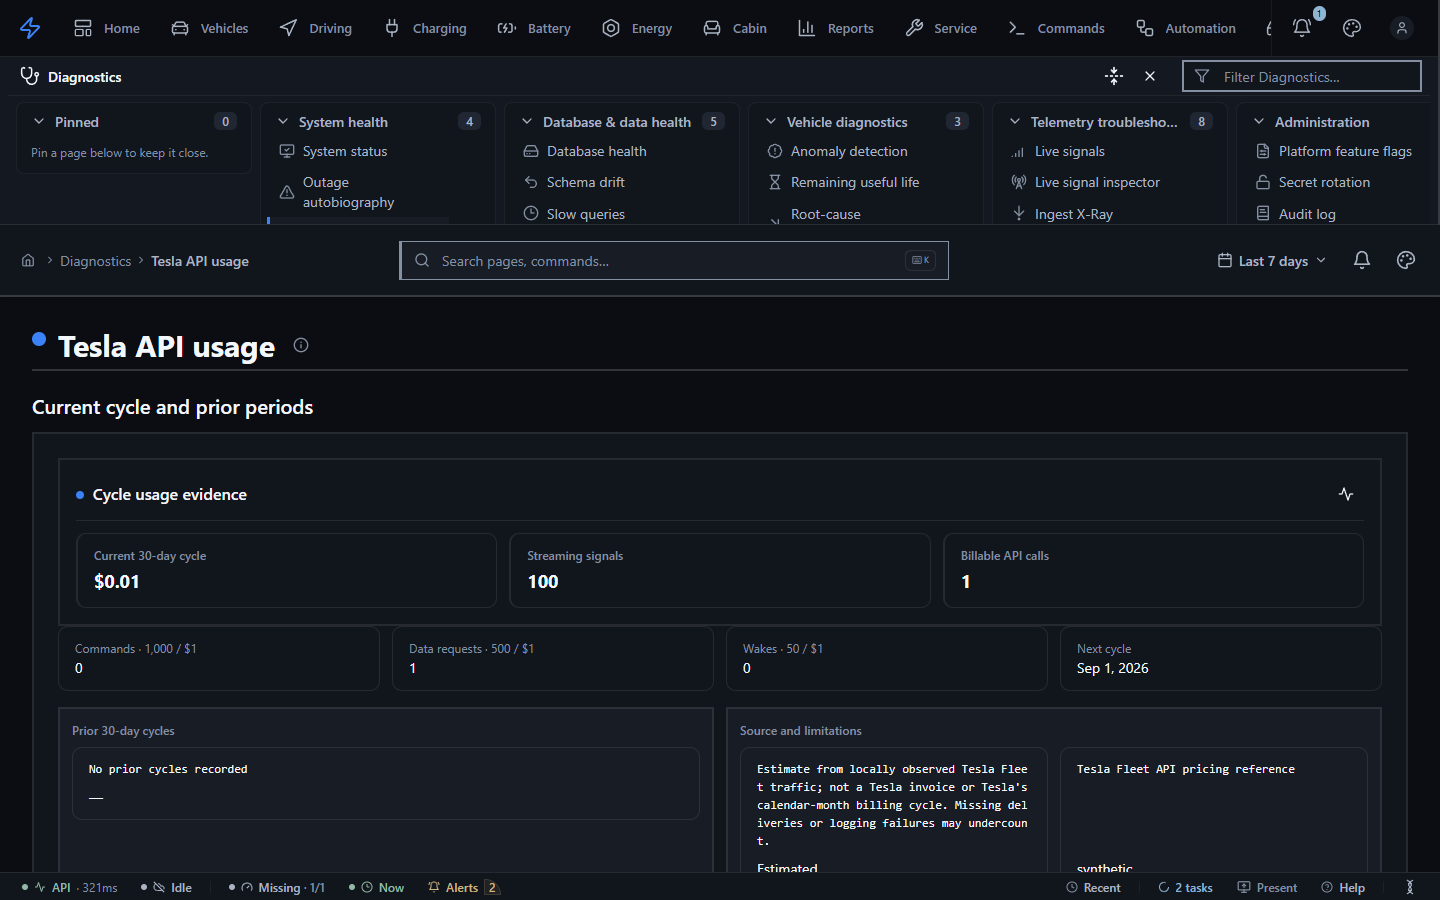 Home
Vehicles
Driving
Charging
Battery
Energy
Cabin
Reports
Service
Commands
Automation
1
Diagnostics
Filter Diagnostics...
Pinned 0
Pin a page below to keep it close.
System health 4
System status
Outage
autobiography
Database & data health 5
Database health
Schema drift
Slow queries
Vehicle diagnostics 3
Anomaly detection
Remaining useful life
Root-cause
Telemetry troublesho... 8
Live signals
Live signal inspector
Ingest X-Ray
Administration
Platform feature flags
Secret rotation
Audit log
Diagnostics
Tesla API usage
Search pages, commands...
K
Last 7 days
Tesla API usage
Current cycle and prior periods
Cycle usage evidence
Current 30-day cycle
$0.01
Streaming signals
100
Billable API calls
1
Commands · 1,000 / $1
0
Data requests · 500 / $1
1
Wakes · 50 / $1
0
Next cycle
Sep 1, 2026
Prior 30-day cycles
No prior cycles recorded
—
Source and limitations
Estimate from locally observed Tesla Flee
t traffic; not a Tesla invoice or Tesla's
calendar-month billing cycle. Missing del
iveries or logging failures may undercoun
t.
Estimated
Tesla Fleet API pricing reference
synthetic
API · 321ms
Idle
Missing · 1/1
Now
Alerts 2
Recent
2 tasks
Present
Help